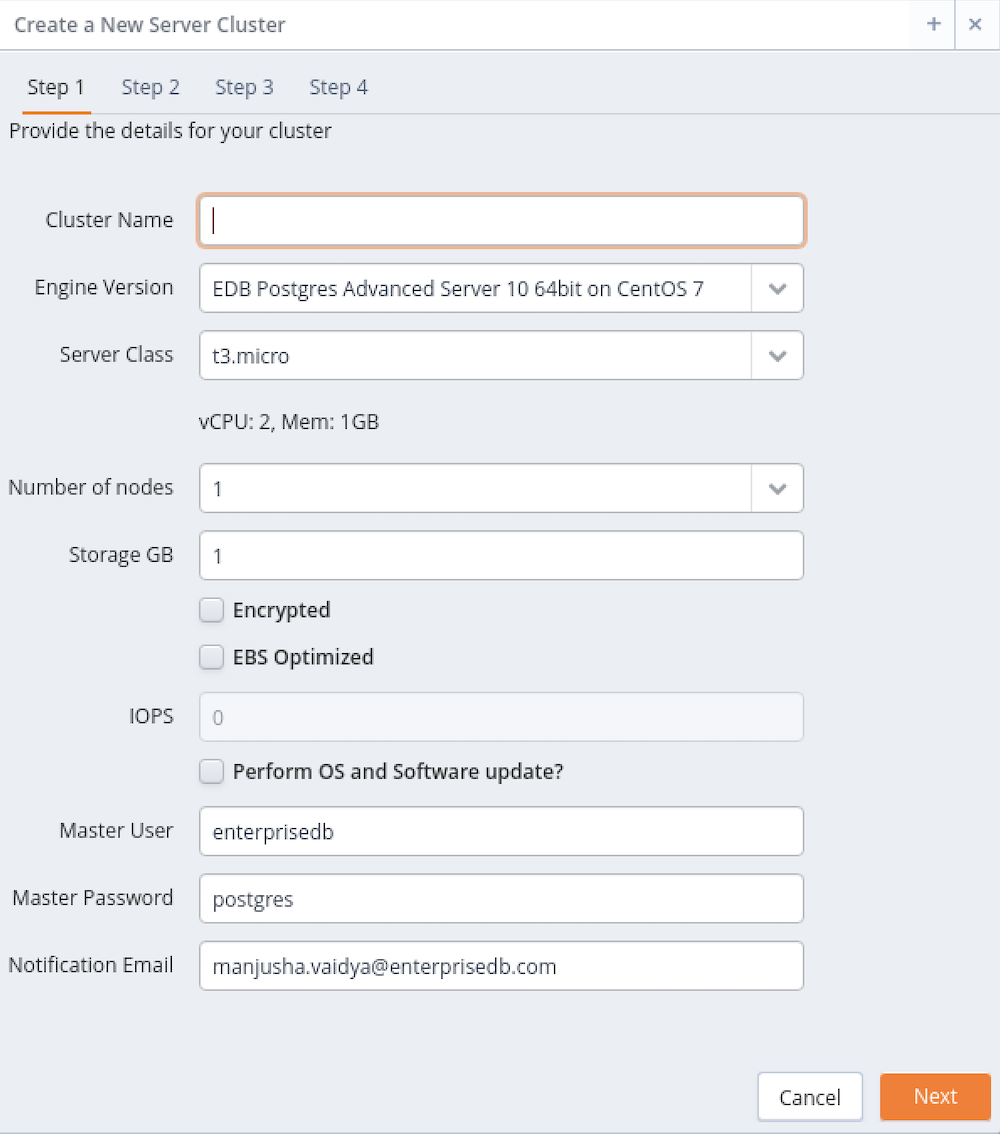 Create a New Server Cluster + ×
Step 1 Step 2 Step 3 Step 4
Provide the details for your cluster
Cluster Name
Engine Version EDB Postgres Advanced Server 10 64bit on CentOS 7
Server Class t3.micro
vCPU: 2, Mem: 1GB
Number of nodes 1
Storage GB 1
Encrypted
EBS Optimized
IOPS 0
Perform OS and Software update?
Master User enterprisedb
Master Password postgres
Notification Email manjusha.vaidya@enterprisedb.com
Cancel Next